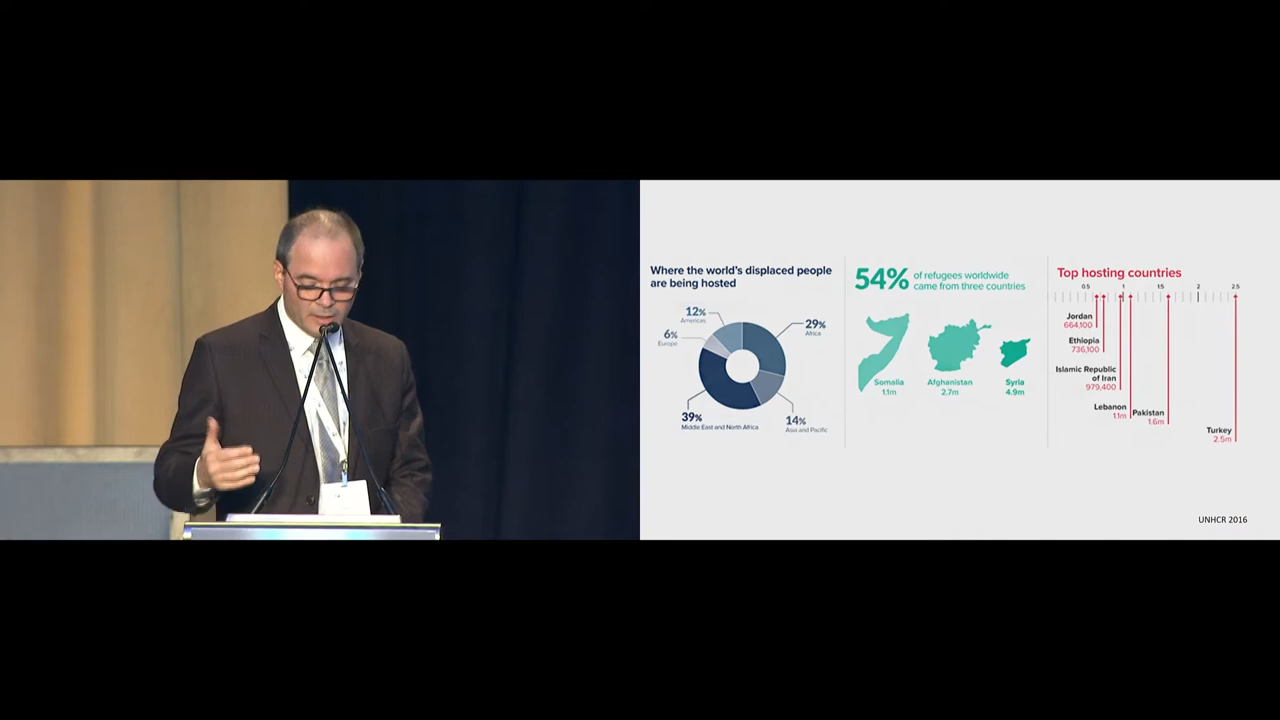 Where the world's displaced people
are being hosted
12%
Americas
29%
Africa
6%
Europe
39%
Middle East and North Africa
14%
Asia and Pacific
54%
of refugees worldwide
came from three countries
Somalia
1.1m
Afghanistan
2.7m
Syria
4.9m
Top hosting countries
0.5 1 1.5 2 2.5
Jordan
664,100
Ethiopia
736,100
Islamic Republic
of Iran
979,400
Lebanon
1.1m
Pakistan
1.6m
Turkey
2.5m
UNHCR 2016